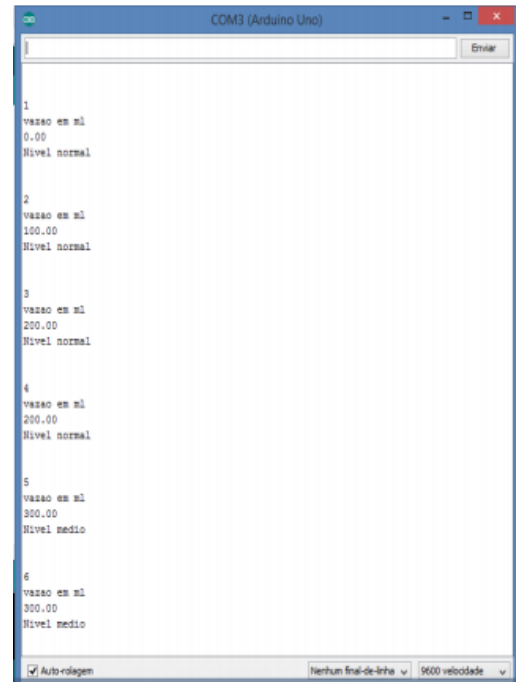 COM3 (Arduino Uno)
Enviar
1
vazao em ml
0.00
Nivel normal
2
vazao em ml
100.00
Nivel normal
3
vazao em ml
200.00
Nivel normal
4
vazao em ml
200.00
Nivel normal
5
vazao em ml
300.00
Nivel medio
6
vazao em ml
300.00
Nivel medio
Auto-rolagem Nenhum final-de-linha 9600 velocidade